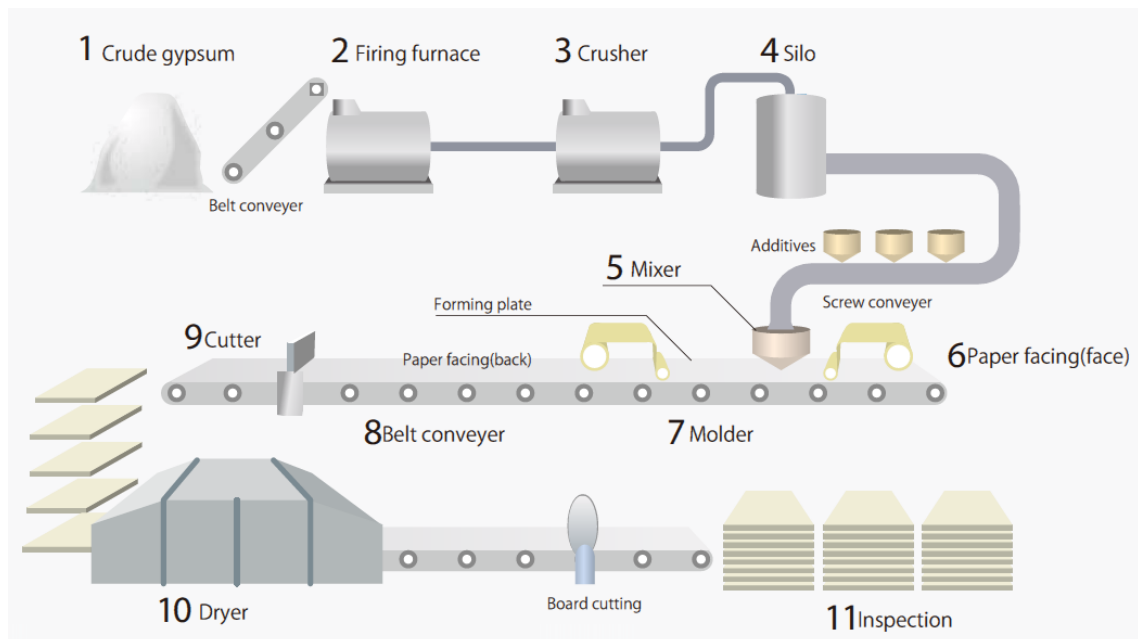 1 Crude gypsum
2 Firing furnace
3 Crusher
4 Silo
Belt conveyer
Additives
5 Mixer
Screw conveyer
Forming plate
9 Cutter
Paper facing(back)
6 Paper facing(face)
8 Belt conveyer
7 Molder
10 Dryer
Board cutting
11 Inspection